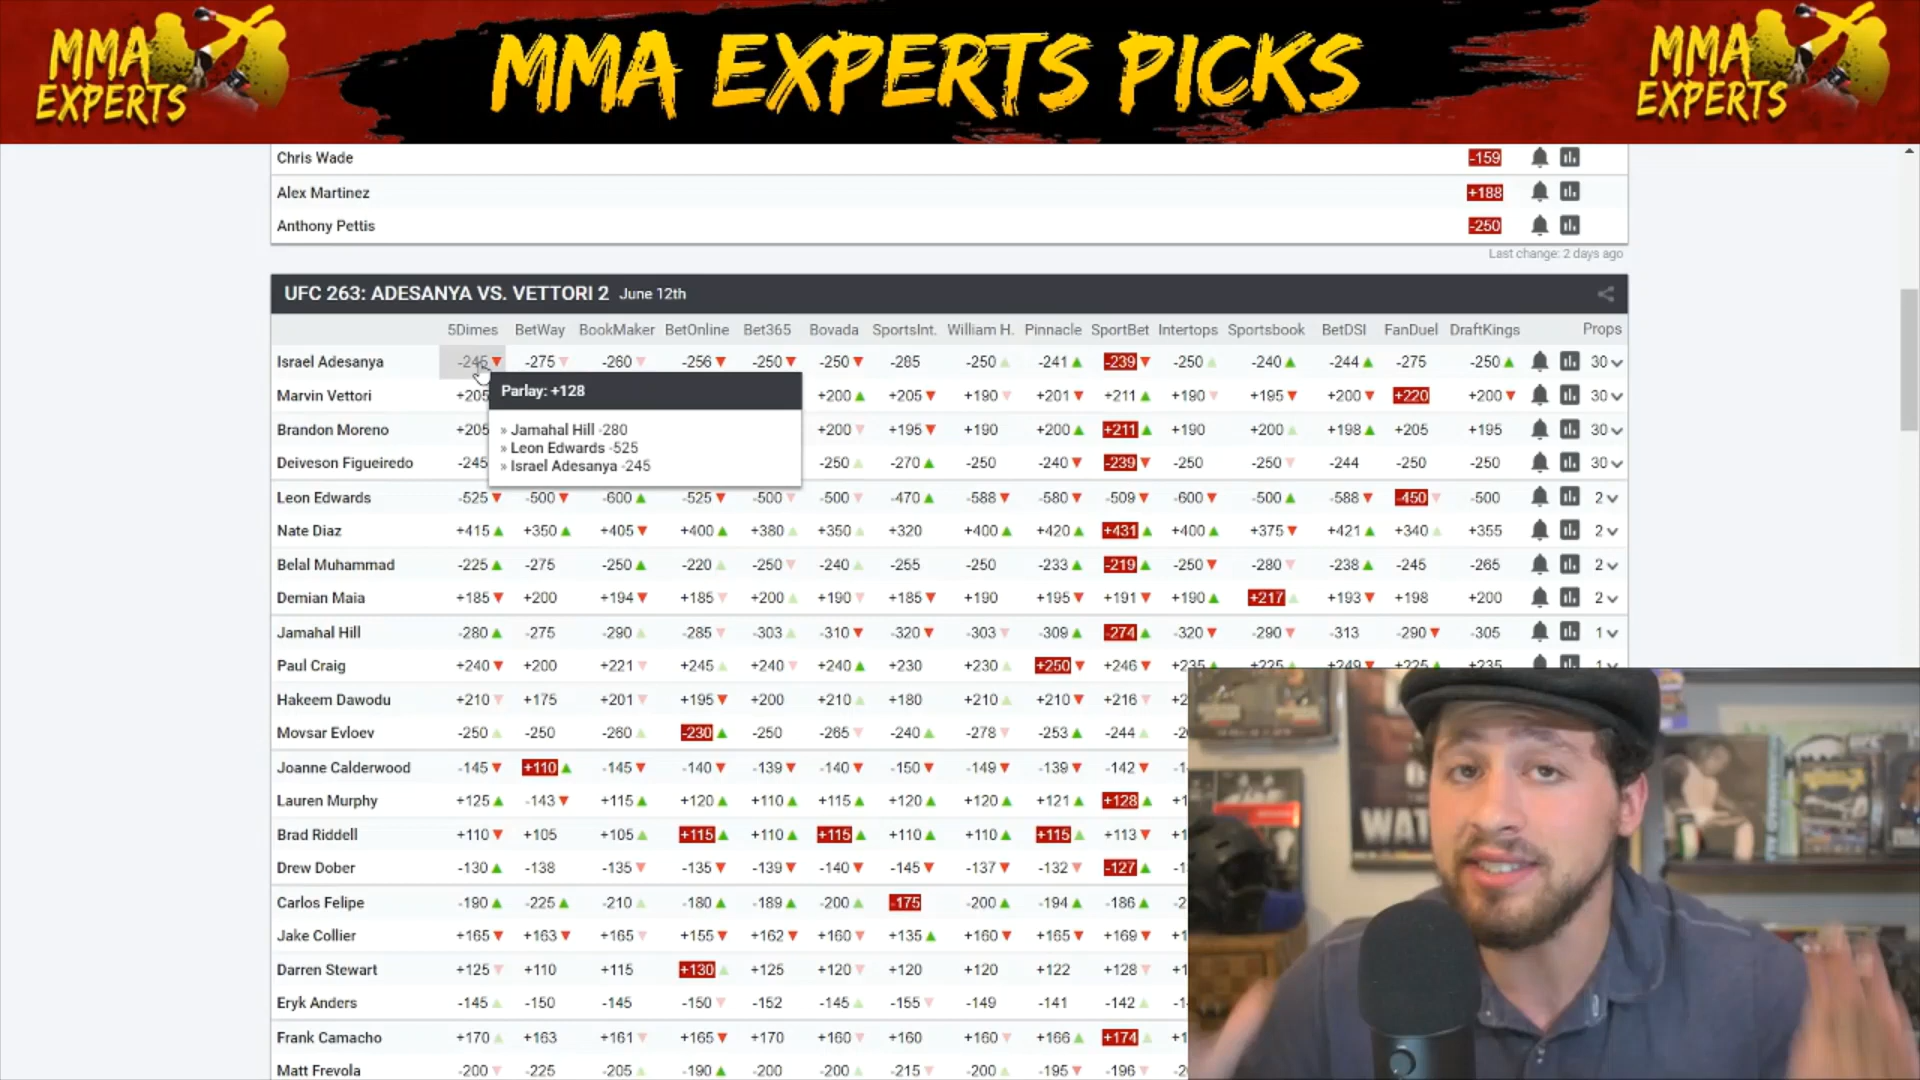 MMA EXPERTS
MMA EXPERTS PICKS
MMA EXPERTS
Chris Wade -159
Alex Martinez +188
Anthony Pettis -250
Last change: 2 days ago
UFC 263: ADESANYA VS. VETTORI 2 June 12th
5Dimes BetWay BookMaker BetOnline Bet365 Bovada SportsInt. William H. Pinnacle SportBet Intertops Sportsbook BetDSI FanDuel DraftKings Props
Israel Adesanya -245 -275 -260 -256 -250 -250 -285 -250 -241 -239 -250 -240 -244 -275 -250 30
Parlay: +128
» Jamahal Hill -280
» Leon Edwards -525
» Israel Adesanya -245
Marvin Vettori +205 +200 +205 +190 +201 +211 +190 +195 +200 +220 +200 30
Brandon Moreno +205 +200 +195 +190 +200 +211 +190 +200 +198 +205 +195 30
Deiveson Figueiredo -245 -250 -270 -250 -240 -239 -250 -250 -244 -250 -250 30
Leon Edwards -525 -500 -600 -525 -500 -500 -470 -588 -580 -509 -600 -500 -588 -450 -500 2
Nate Diaz +415 +350 +405 +400 +380 +350 +320 +400 +420 +431 +400 +375 +421 +340 +355 2
Belal Muhammad -225 -275 -250 -220 -250 -240 -255 -250 -233 -219 -250 -280 -238 -245 -265 2
Demian Maia +185 +200 +194 +185 +200 +190 +185 +190 +195 +191 +190 +217 +193 +198 +200 2
Jamahal Hill -280 -275 -290 -285 -303 -310 -320 -303 -309 -274 -320 -290 -313 -290 -305 1
Paul Craig +240 +200 +221 +245 +240 +240 +230 +230 +250 +246 +235 +225 +249 +225 +235 1
Hakeem Dawodu +210 +175 +201 +195 +200 +210 +180 +210 +210 +216 +2
Movsar Evloev -250 -250 -260 -230 -250 -265 -240 -278 -253 -244 -2
Joanne Calderwood -145 +110 -145 -140 -139 -140 -150 -149 -139 -142 -1
Lauren Murphy +125 -143 +115 +120 +110 +115 +120 +120 +121 +128 +1
Brad Riddell +110 +105 +105 +115 +110 +115 +110 +110 +115 +113 +1
Drew Dober -130 -138 -135 -135 -139 -140 -145 -137 -132 -127 -1
Carlos Felipe -190 -225 -210 -180 -189 -200 -175 -200 -194 -186 -2
Jake Collier +165 +163 +165 +155 +162 +160 +135 +160 +165 +169 +1
Darren Stewart +125 +110 +115 +130 +125 +120 +120 +120 +122 +128 +1
Eryk Anders -145 -150 -145 -150 -152 -145 -155 -149 -141 -142 -1
Frank Camacho +170 +163 +161 +165 +170 +160 +160 +160 +166 +174 +1
Matt Frevola -200 -225 -205 -190 -200 -200 -215 -200 -195 -196 -2
WAT